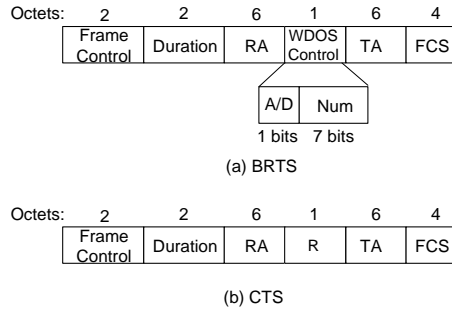 Octets: 2 2 6 1 6 4
Frame Control Duration RA WDOS Control TA FCS
A/D Num
1 bits 7 bits
(a) BRTS
Octets: 2 2 6 1 6 4
Frame Control Duration RA R TA FCS
(b) CTS